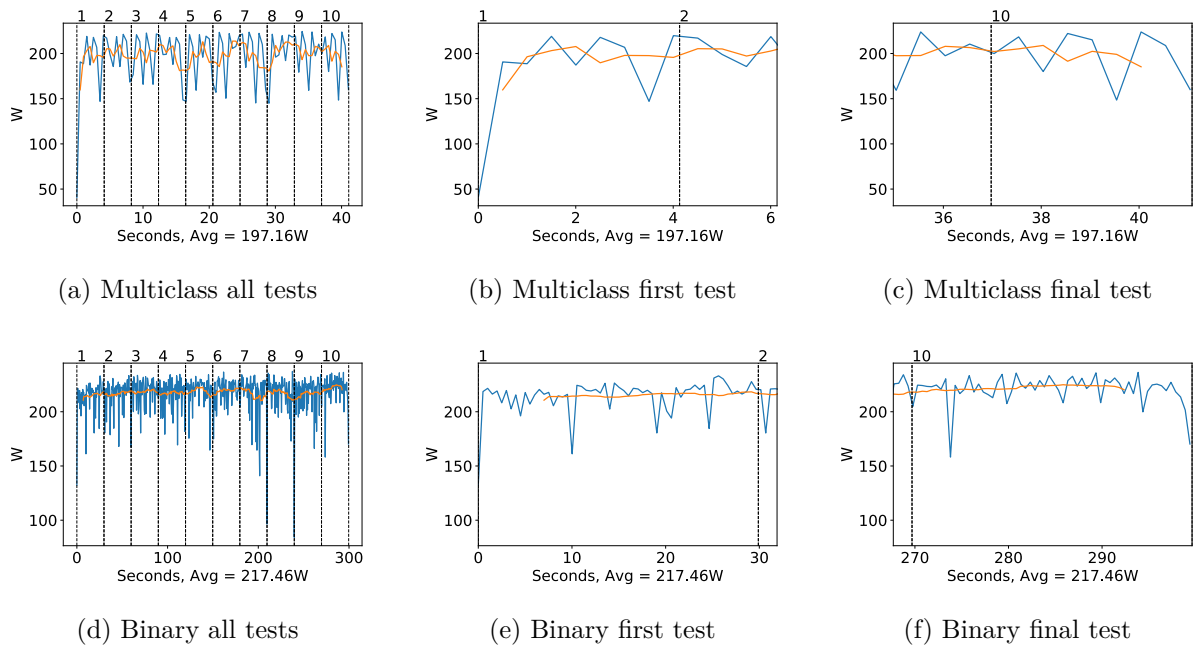 1 2 3 4 5 6 7 8 9 10
200
150
100
50
W
0 10 20 30 40
Seconds, Avg = 197.16W
(a) Multiclass all tests
1 2
200
150
100
50
W
0 2 4 6
Seconds, Avg = 197.16W
(b) Multiclass first test
10
200
150
100
50
W
36 38 40
Seconds, Avg = 197.16W
(c) Multiclass final test
1 2 3 4 5 6 7 8 9 10
200
150
100
W
0 100 200 300
Seconds, Avg = 217.46W
(d) Binary all tests
1 2
200
150
100
W
0 10 20 30
Seconds, Avg = 217.46W
(e) Binary first test
10
200
150
100
W
270 280 290
Seconds, Avg = 217.46W
(f) Binary final test